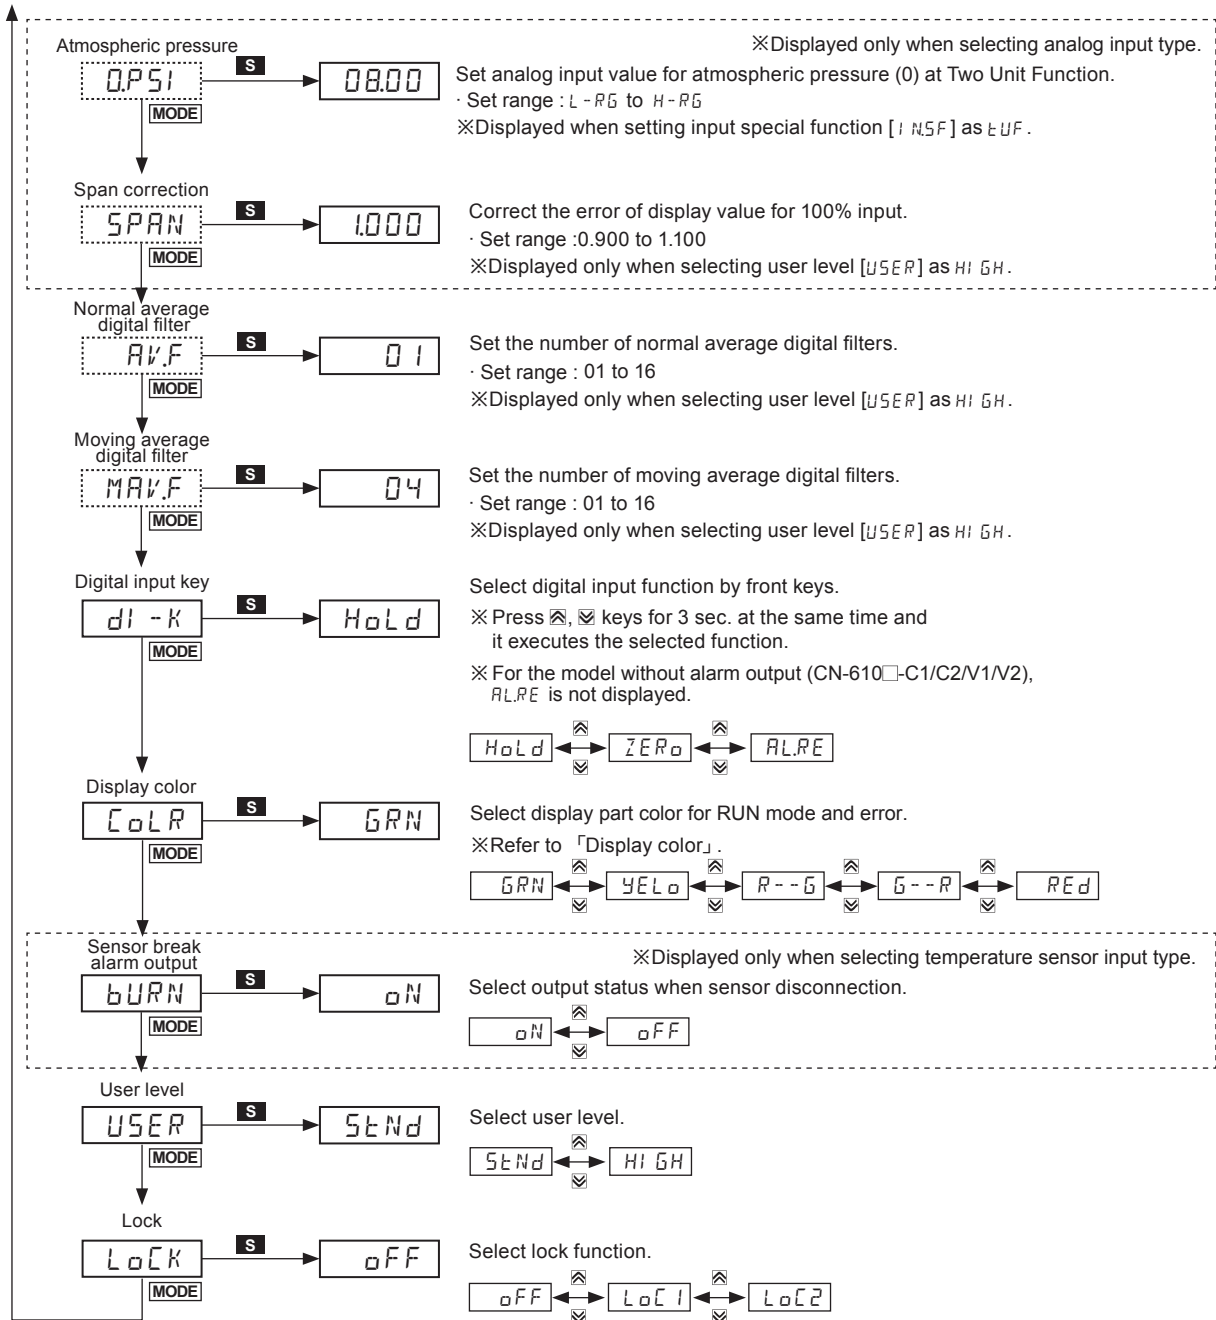 Atmospheric pressure
※Displayed only when selecting analog input type.
0.PSI S 08.00
MODE
Set analog input value for atmospheric pressure (0) at Two Unit Function.
· Set range : L-RG to H-RG
※Displayed when setting input special function [IN.SF] as tUF.
Span correction
SPAN S 1.000
MODE
Correct the error of display value for 100% input.
· Set range :0.900 to 1.100
※Displayed only when selecting user level [USER] as HIGH.
Normal average
digital filter
AV.F S 01
MODE
Set the number of normal average digital filters.
· Set range : 01 to 16
※Displayed only when selecting user level [USER] as HIGH.
Moving average
digital filter
MAV.F S 04
MODE
Set the number of moving average digital filters.
· Set range : 01 to 16
※Displayed only when selecting user level [USER] as HIGH.
Digital input key
dI-K S HoLd
MODE
Select digital input function by front keys.
※Press , keys for 3 sec. at the same time and
it executes the selected function.
※For the model without alarm output (CN-610□-C1/C2/V1/V2),
AL.RE is not displayed.
HoLd ZERo AL.RE
Display color
CoLR S GRN
MODE
Select display part color for RUN mode and error.
※Refer to 「Display color」.
GRN YELo R--G G--R REd
Sensor break
alarm output
※Displayed only when selecting temperature sensor input type.
bURN S oN
MODE
Select output status when sensor disconnection.
oN oFF
User level
USER S StNd
MODE
Select user level.
StNd HIGH
Lock
LoCK S oFF
MODE
Select lock function.
oFF LoC1 LoC2